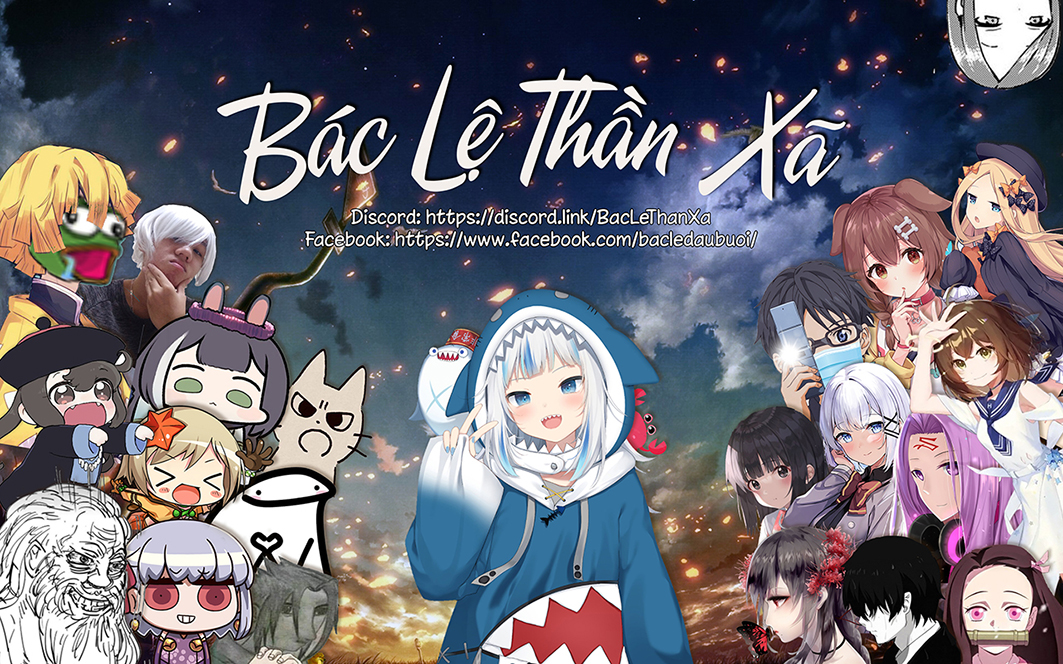 Bác Lệ Thần Xã
Discord: https://discord.link/BacLeThanXa
Facebook: https://www.facebook.com/bacledaubuoi/